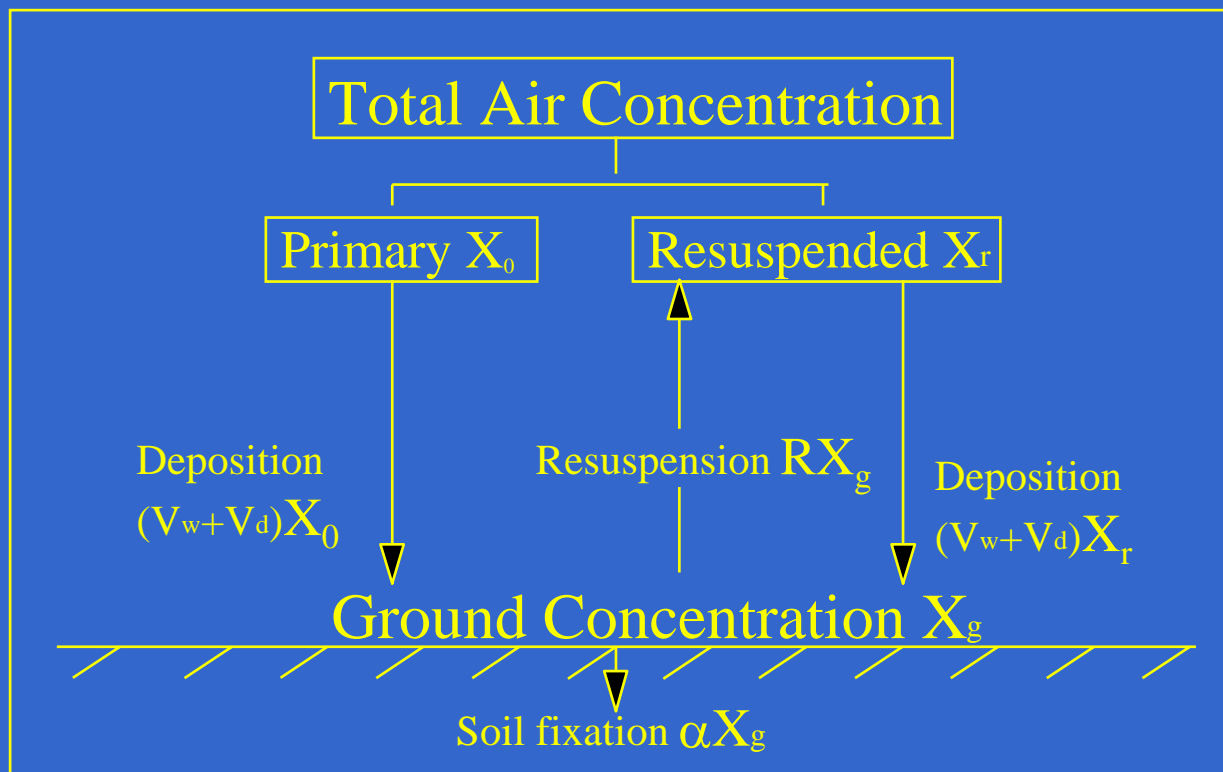 Total Air Concentration
Primary X₀
Resuspended Xr
Deposition
(Vw+Vd)X₀
Resuspension RXg
Deposition
(Vw+Vd)Xr
Ground Concentration Xg
Soil fixation αXg